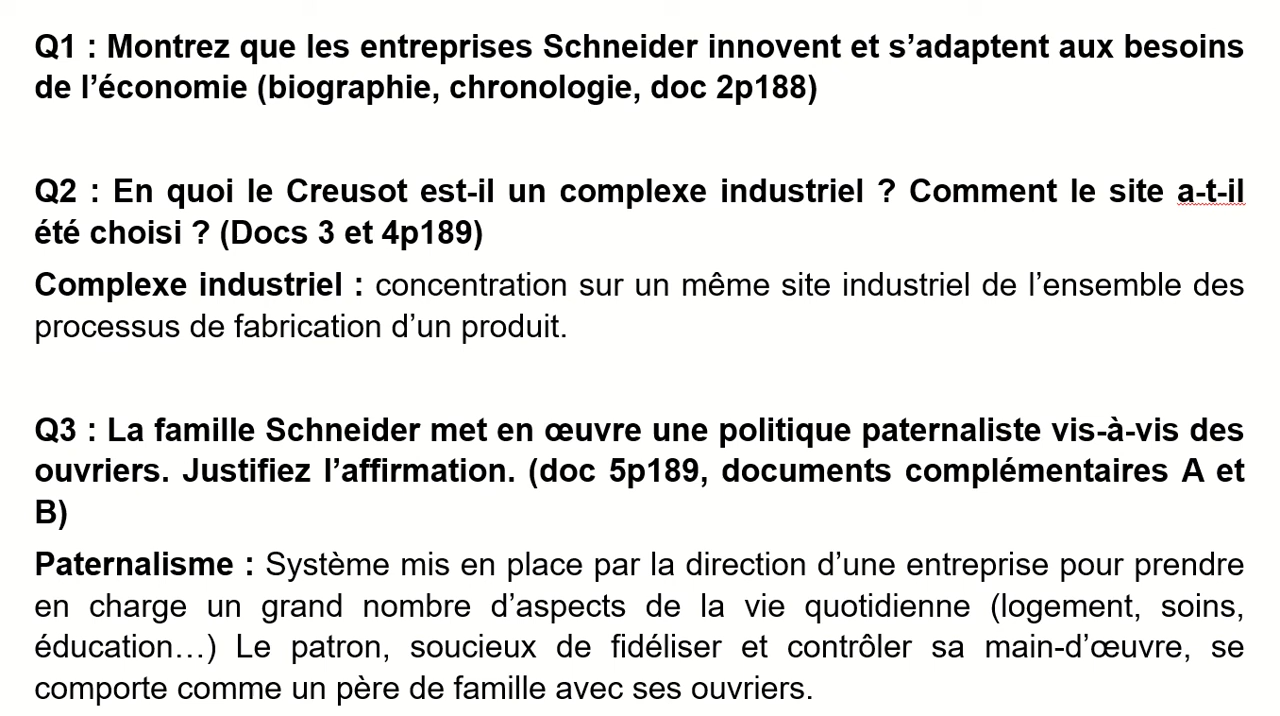 Q1 : Montrez que les entreprises Schneider innovent et s’adaptent aux besoins
de l’économie (biographie, chronologie, doc 2p188)
Q2 : En quoi le Creusot est-il un complexe industriel ? Comment le site a-t-il
été choisi ? (Docs 3 et 4p189)
Complexe industriel : concentration sur un même site industriel de l’ensemble des
processus de fabrication d’un produit.
Q3 : La famille Schneider met en œuvre une politique paternaliste vis-à-vis des
ouvriers. Justifiez l’affirmation. (doc 5p189, documents complémentaires A et
B)
Paternalisme : Système mis en place par la direction d’une entreprise pour prendre
en charge un grand nombre d’aspects de la vie quotidienne (logement, soins,
éducation…) Le patron, soucieux de fidéliser et contrôler sa main-d’œuvre, se
comporte comme un père de famille avec ses ouvriers.